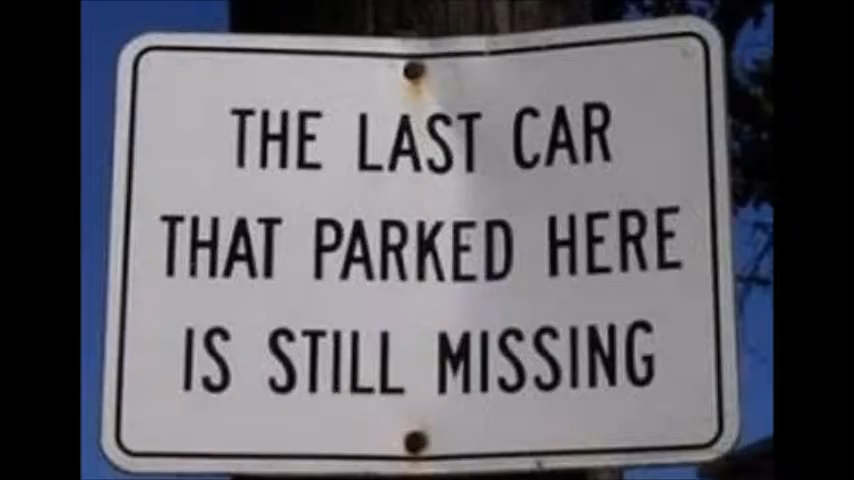 THE LAST CAR
THAT PARKED HERE
IS STILL MISSING